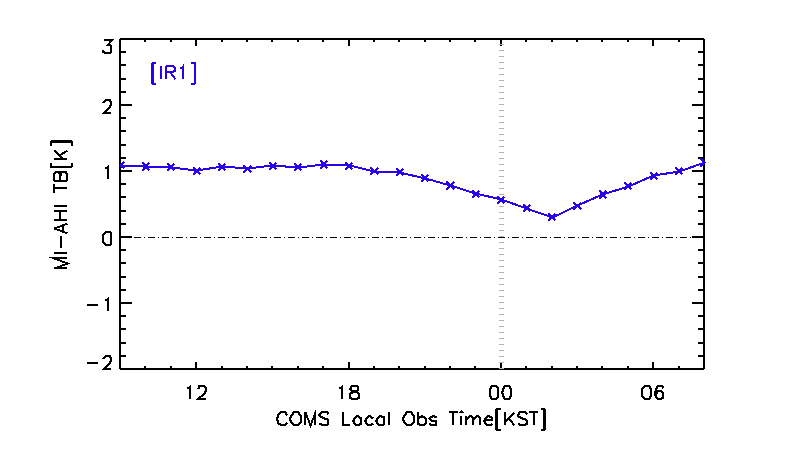 3
[IR1]
2
1
0
-1
-2
MI-AHI TB[K]
12 18 00 06
COMS Local Obs Time[KST]